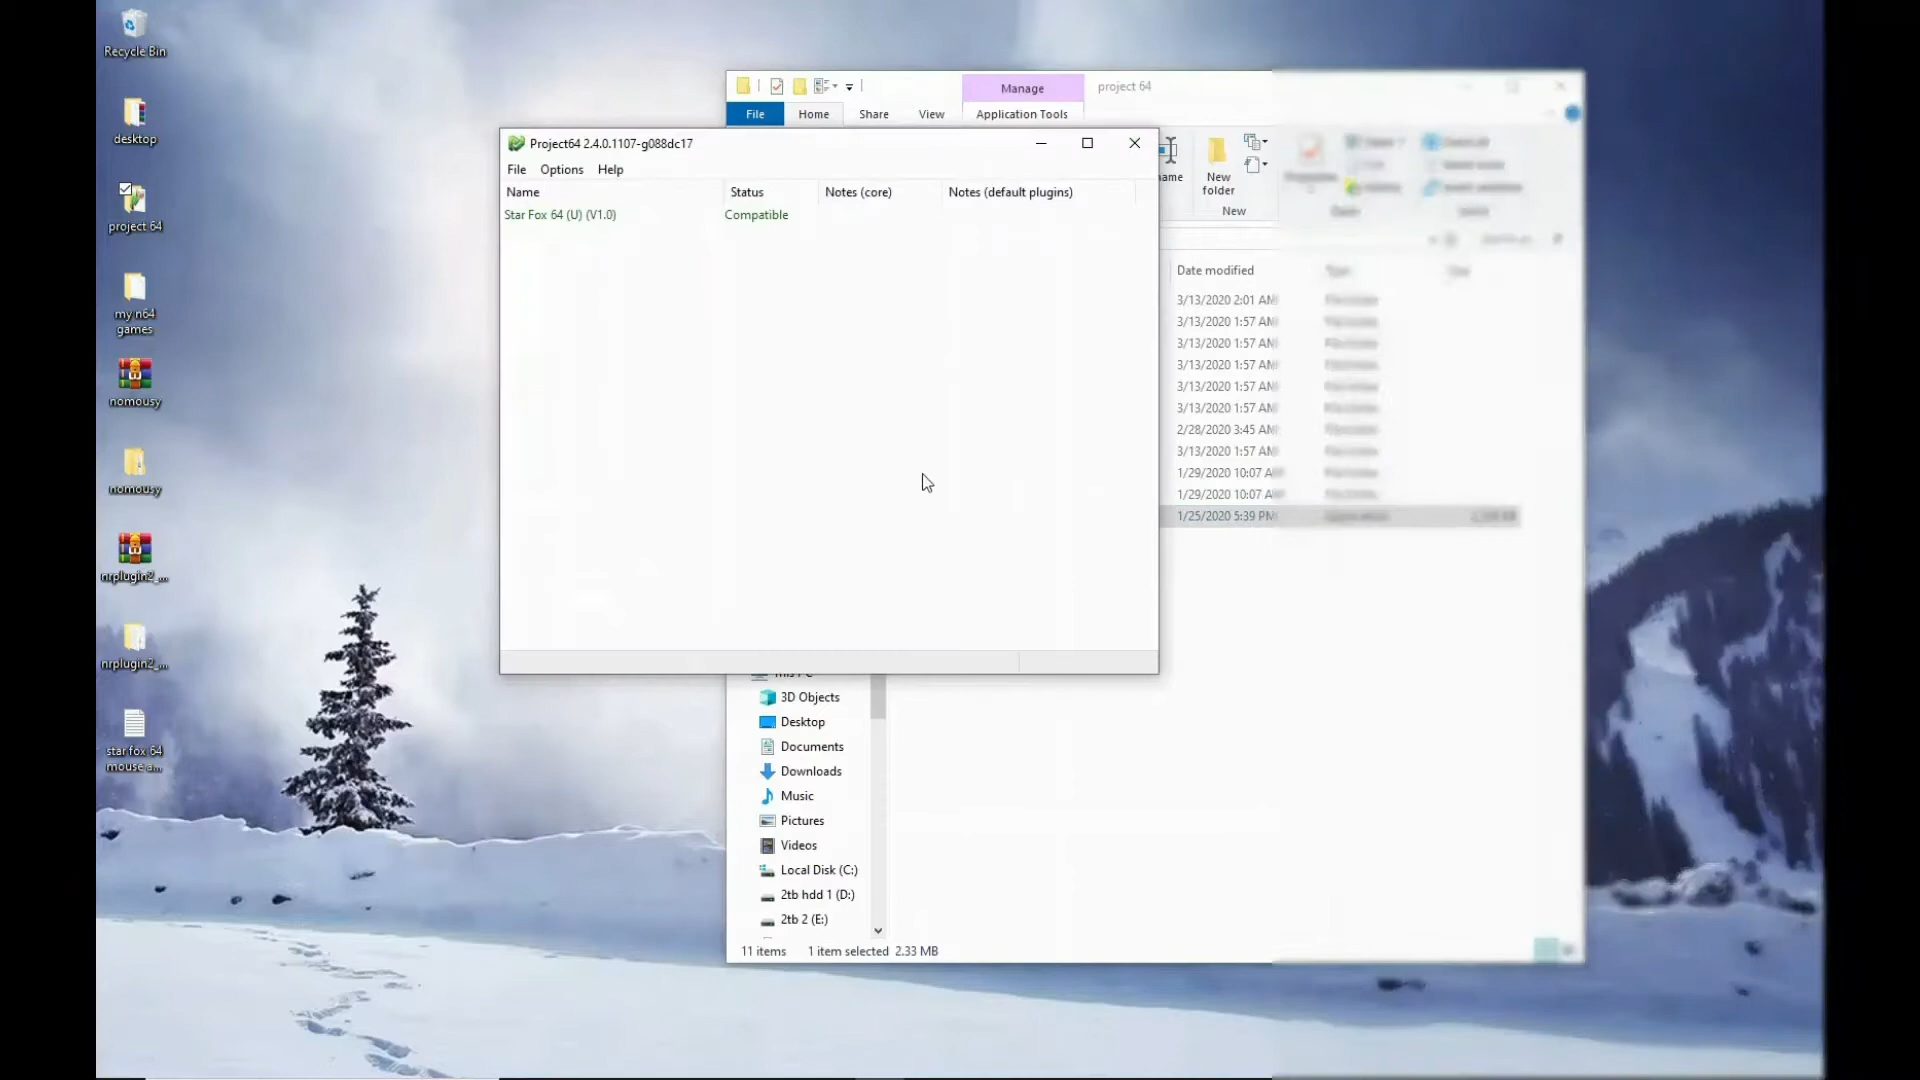 Recycle Bin
desktop
project 64
my n64
games
nomousy
nomousy
nrplugin2_...
nrplugin2_...
star fox 64
mouse a...
Manage
project 64
File
Home
Share
View
Application Tools
New
folder
New
Project64 2.4.0.1107-g088dc17
File
Options
Help
Name
Status
Notes (core)
Notes (default plugins)
Star Fox 64 (U) (V1.0)
Compatible
Date modified
3/13/2020 2:01 AM
3/13/2020 1:57 AM
3/13/2020 1:57 AM
3/13/2020 1:57 AM
3/13/2020 1:57 AM
3/13/2020 1:57 AM
2/28/2020 3:45 AM
3/13/2020 1:57 AM
1/29/2020 10:07 AM
1/29/2020 10:07 AM
1/25/2020 5:39 PM
3D Objects
Desktop
Documents
Downloads
Music
Pictures
Videos
Local Disk (C:)
2tb hdd 1 (D:)
2tb 2 (E:)
11 items
1 item selected 2.33 MB